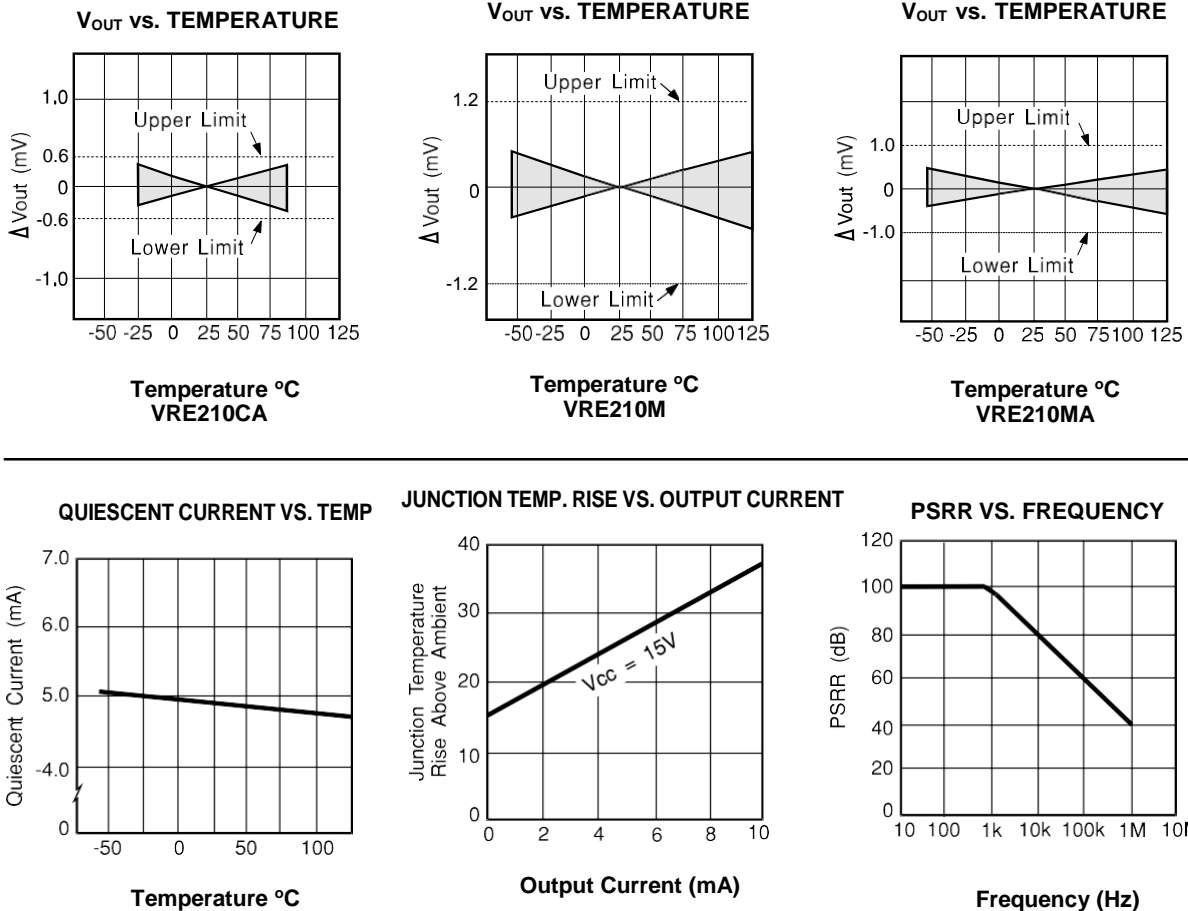 VOUT vs. TEMPERATURE
Δ Vout (mV)
1.0
0.6
0
-0.6
-1.0
Upper Limit
Lower Limit
-50 -25 0 25 50 75 100 125
Temperature ºC
VRE210CA
VOUT vs. TEMPERATURE
Δ Vout (mV)
1.2
0
-1.2
Upper Limit
Lower Limit
-50 -25 0 25 50 75 100 125
Temperature ºC
VRE210M
VOUT vs. TEMPERATURE
Δ Vout (mV)
1.0
0
-1.0
Upper Limit
Lower Limit
-50 -25 0 25 50 75 100 125
Temperature ºC
VRE210MA
QUIESCENT CURRENT VS. TEMP
Quiescent Current (mA)
7.0
6.0
5.0
-4.0
0
-50 0 50 100
Temperature ºC
JUNCTION TEMP. RISE VS. OUTPUT CURRENT
Junction Temperature
Rise Above Ambient
40
30
20
10
0
Vcc = 15V
0 2 4 6 8 10
Output Current (mA)
PSRR VS. FREQUENCY
PSRR (dB)
120
100
80
60
40
20
0
10 100 1k 10k 100k 1M 10M
Frequency (Hz)